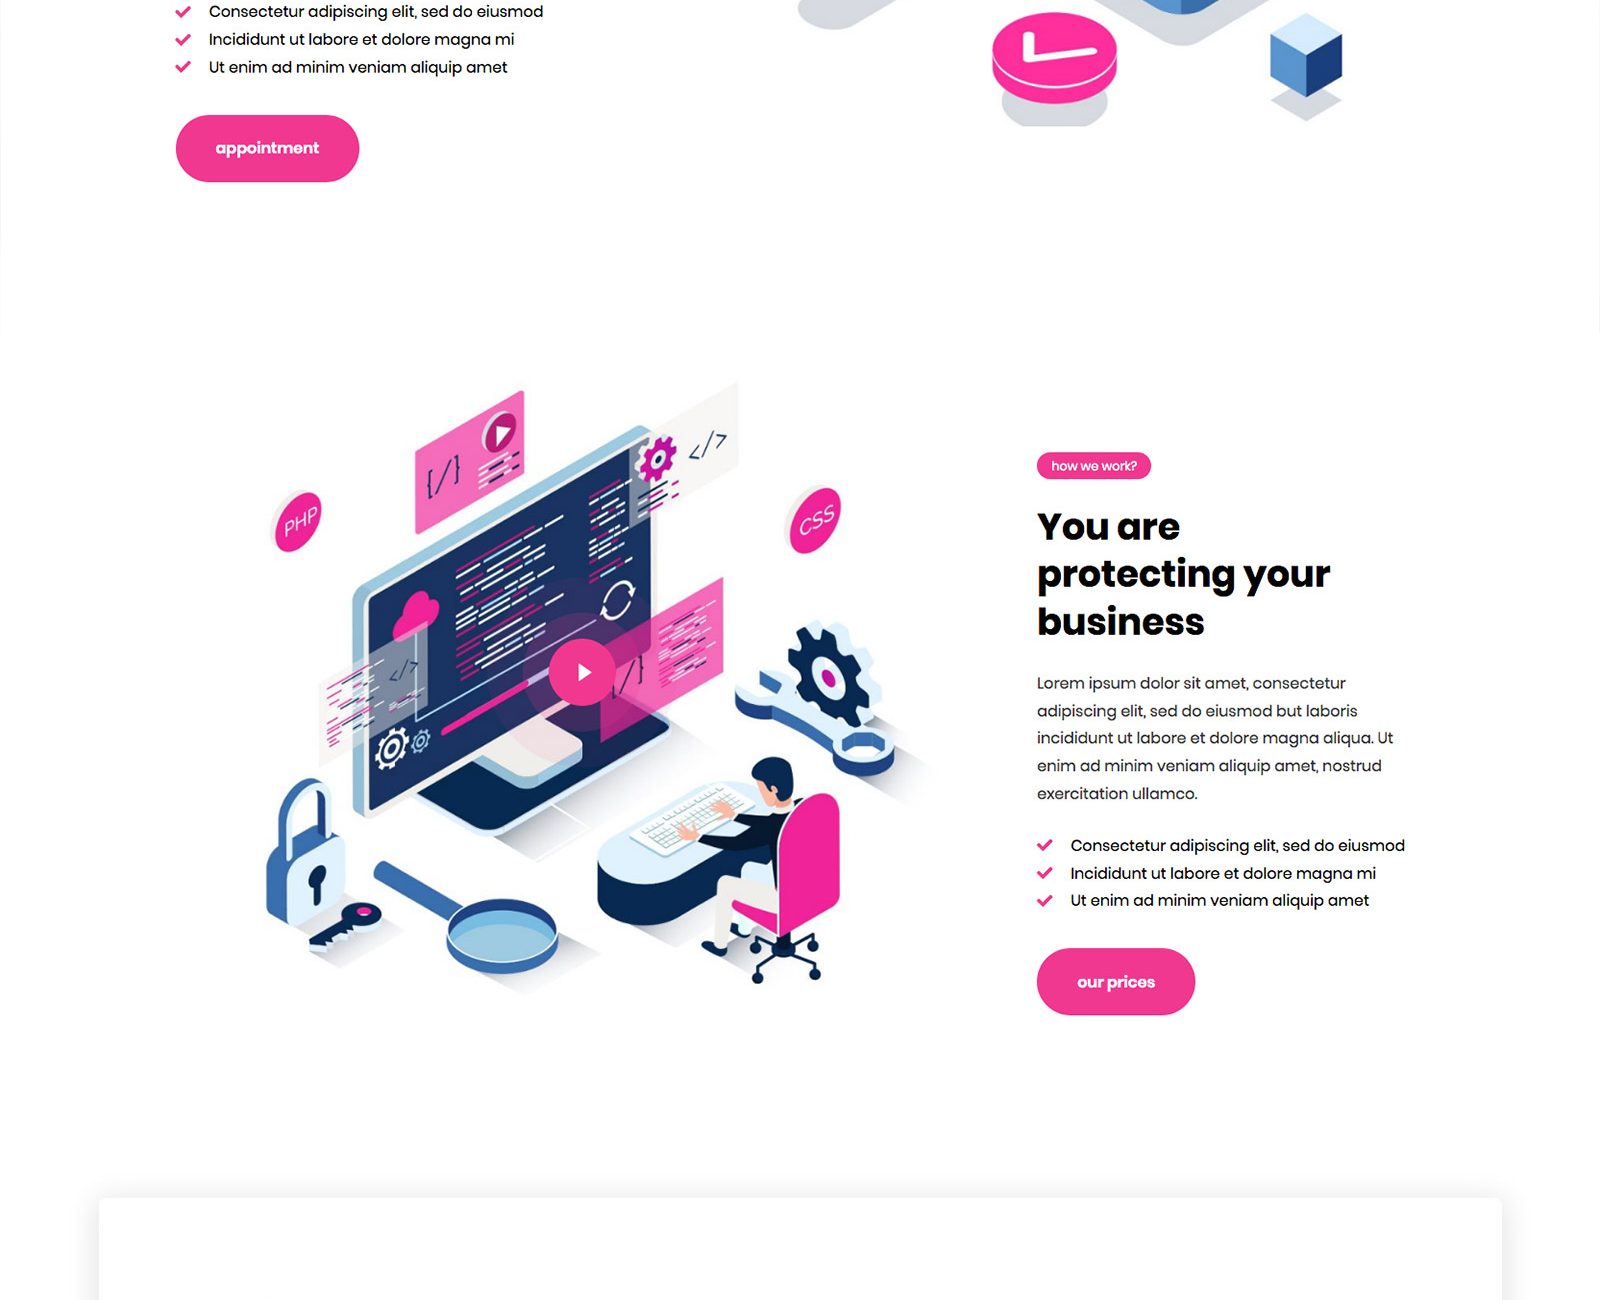 Consectetur adipiscing elit, sed do eiusmod
Incididunt ut labore et dolore magna mi
Ut enim ad minim veniam aliquip amet
appointment
{/}
</>
PHP
CSS
</>
how we work?
You are
protecting your
business
Lorem ipsum dolor sit amet, consectetur
adipiscing elit, sed do eiusmod but laboris
incididunt ut labore et dolore magna aliqua. Ut
enim ad minim veniam aliquip amet, nostrud
exercitation ullamco.
Consectetur adipiscing elit, sed do eiusmod
Incididunt ut labore et dolore magna mi
Ut enim ad minim veniam aliquip amet
our prices